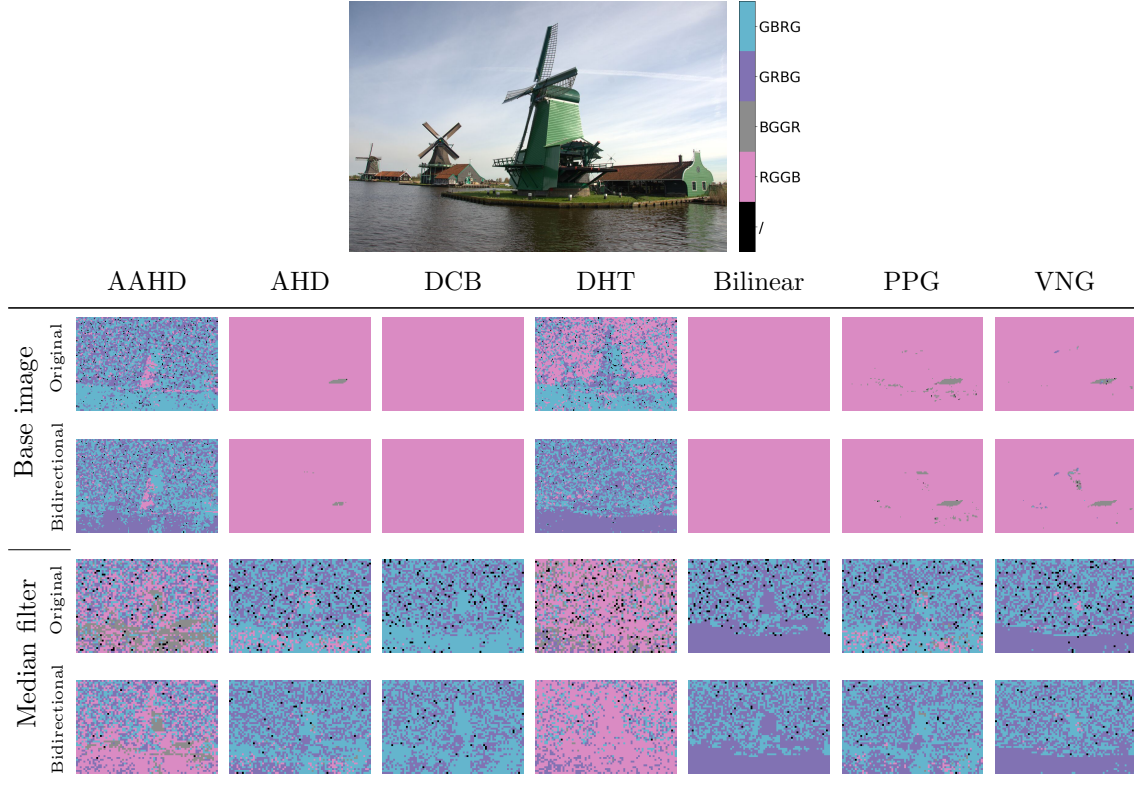 GBRG
GRBG
BGGR
RGGB
/
AAHD AHD DCB DHT Bilinear PPG VNG
Base image
Original
Bidirectional
Median filter
Original
Bidirectional